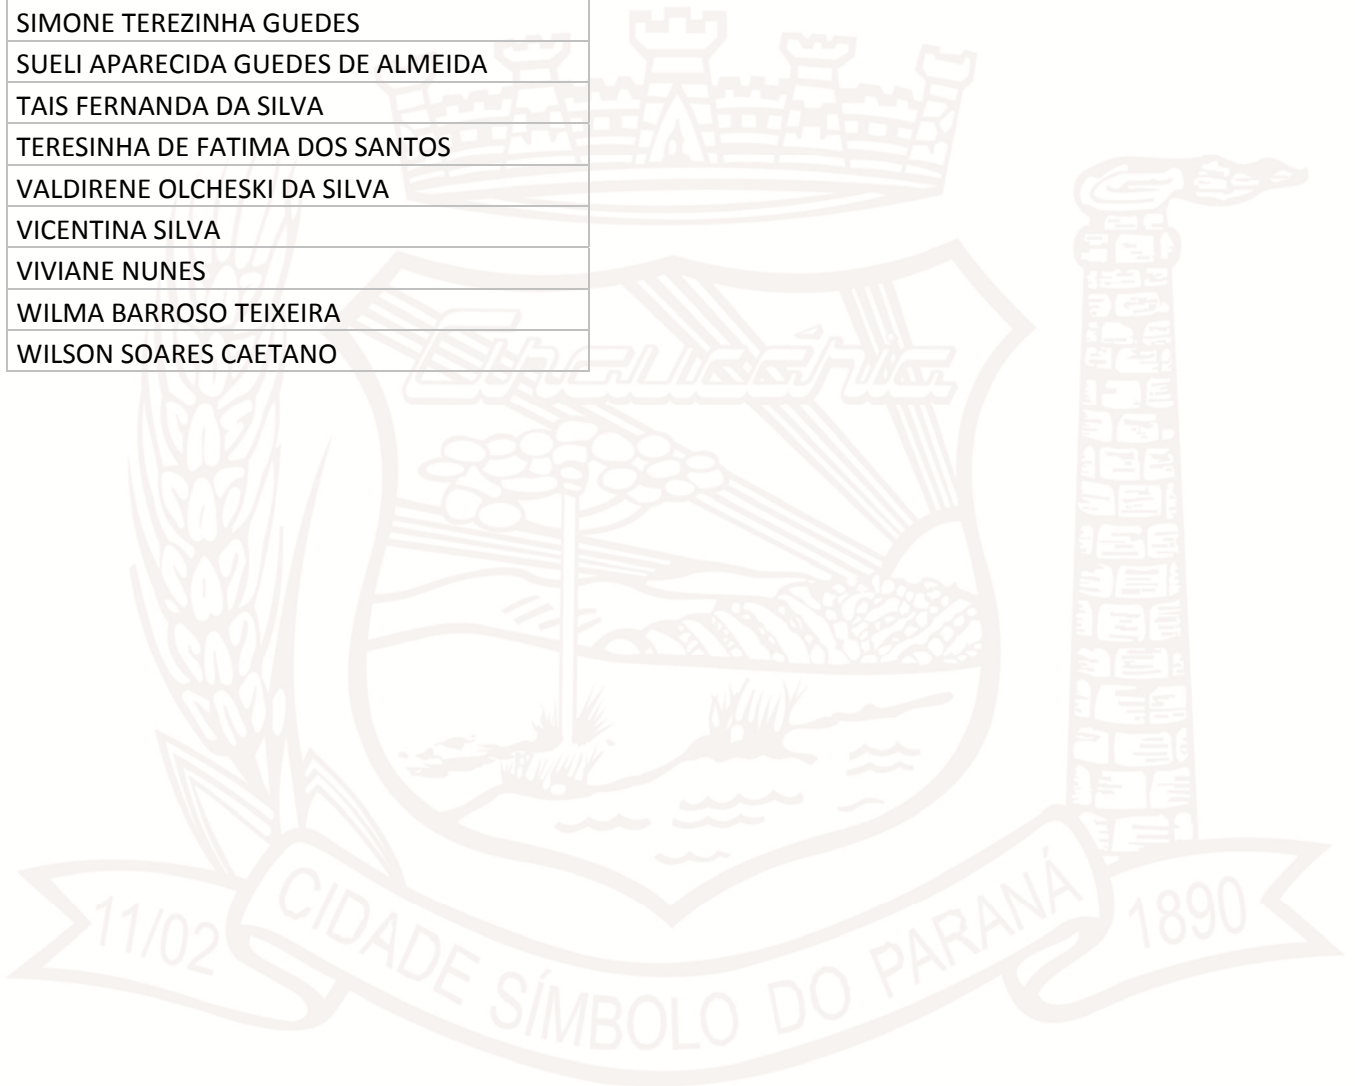 SIMONE TEREZINHA GUEDES
SUELI APARECIDA GUEDES DE ALMEIDA
TAIS FERNANDA DA SILVA
TERESINHA DE FATIMA DOS SANTOS
VALDIRENE OLCHESKI DA SILVA
VICENTINA SILVA
VIVIANE NUNES
WILMA BARROSO TEIXEIRA
WILSON SOARES CAETANO
Araucária
11/02
CIDADE SÍMBOLO DO PARANÁ
1890